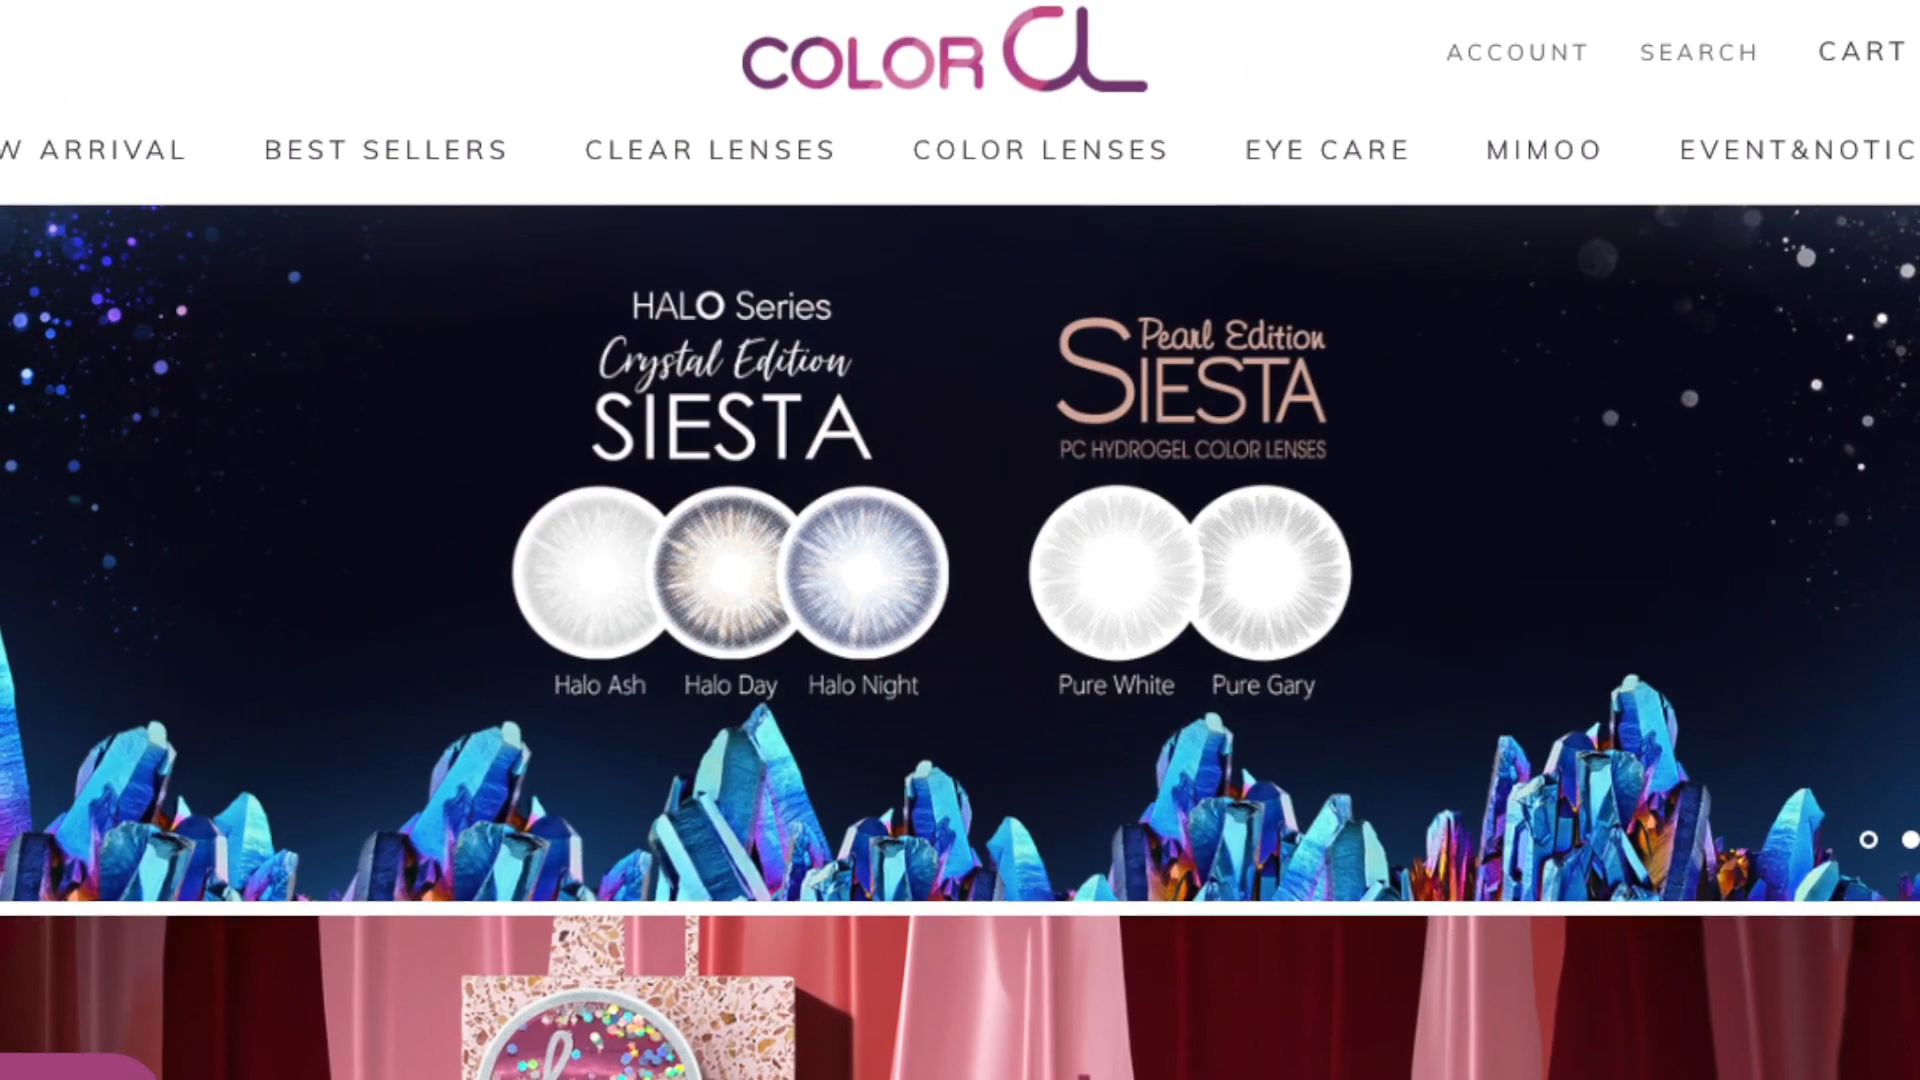 COLOR CL
ACCOUNT SEARCH CART
W ARRIVAL BEST SELLERS CLEAR LENSES COLOR LENSES EYE CARE MIMOO EVENT&NOTIC
HALO Series
Crystal Edition
SIESTA
Halo Ash Halo Day Halo Night
Pearl Edition
SIESTA
PC HYDROGEL COLOR LENSES
Pure White Pure Gary